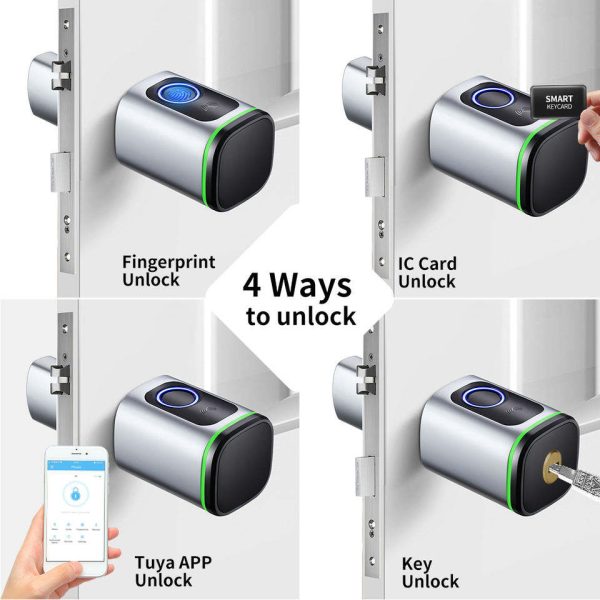 Fingerprint
Unlock
SMART
KEYCARD
IC Card
Unlock
4 Ways
to unlock
Tuya APP
Unlock
Key
Unlock